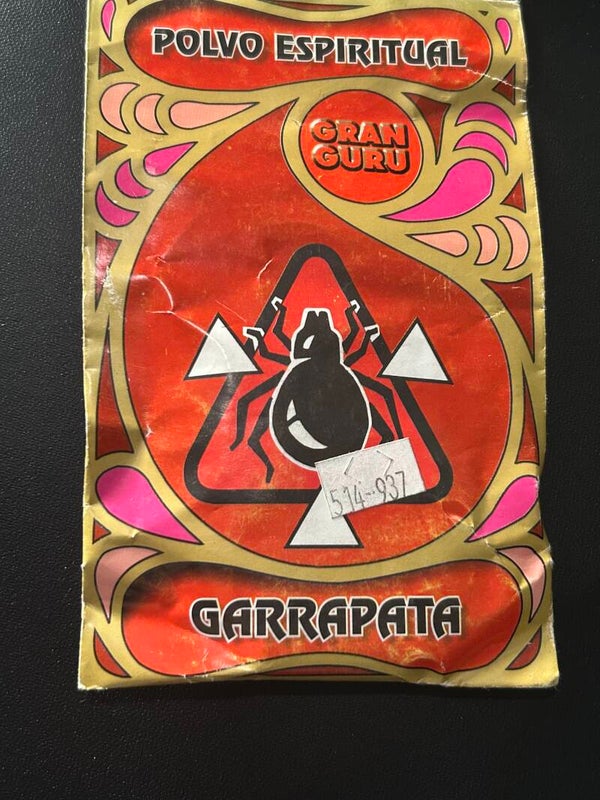 POLVO ESPIRITUAL
GRAN
GURU
514-937
GARRAPATA